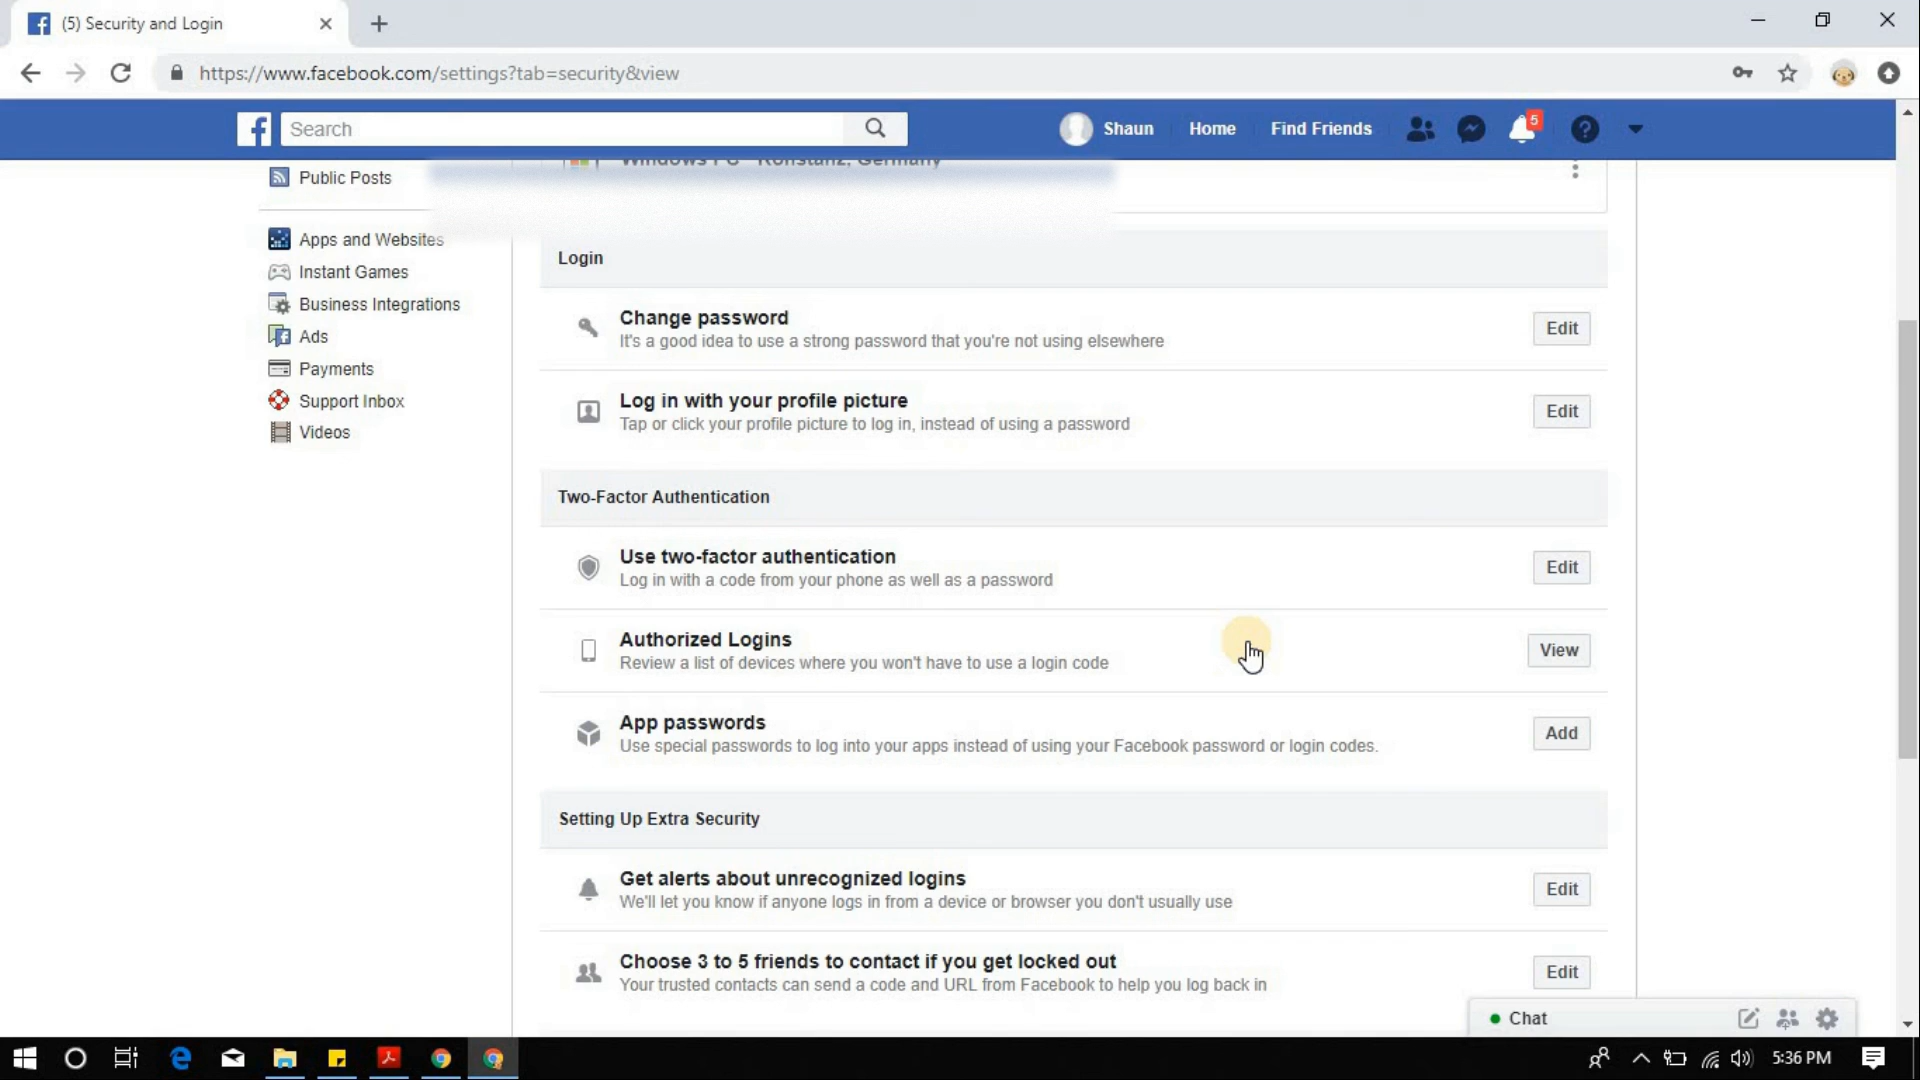 (5) Security and Login
https://www.facebook.com/settings?tab=security&view
Search
Shaun
Home
Find Friends
5
Windows PC · Konstanz, Germany
Public Posts
Apps and Websites
Instant Games
Business Integrations
Ads
Payments
Support Inbox
Videos
Login
Change password
It's a good idea to use a strong password that you're not using elsewhere
Edit
Log in with your profile picture
Tap or click your profile picture to log in, instead of using a password
Edit
Two-Factor Authentication
Use two-factor authentication
Log in with a code from your phone as well as a password
Edit
Authorized Logins
Review a list of devices where you won't have to use a login code
View
App passwords
Use special passwords to log into your apps instead of using your Facebook password or login codes.
Add
Setting Up Extra Security
Get alerts about unrecognized logins
We'll let you know if anyone logs in from a device or browser you don't usually use
Edit
Choose 3 to 5 friends to contact if you get locked out
Your trusted contacts can send a code and URL from Facebook to help you log back in
Edit
Chat
5:36 PM